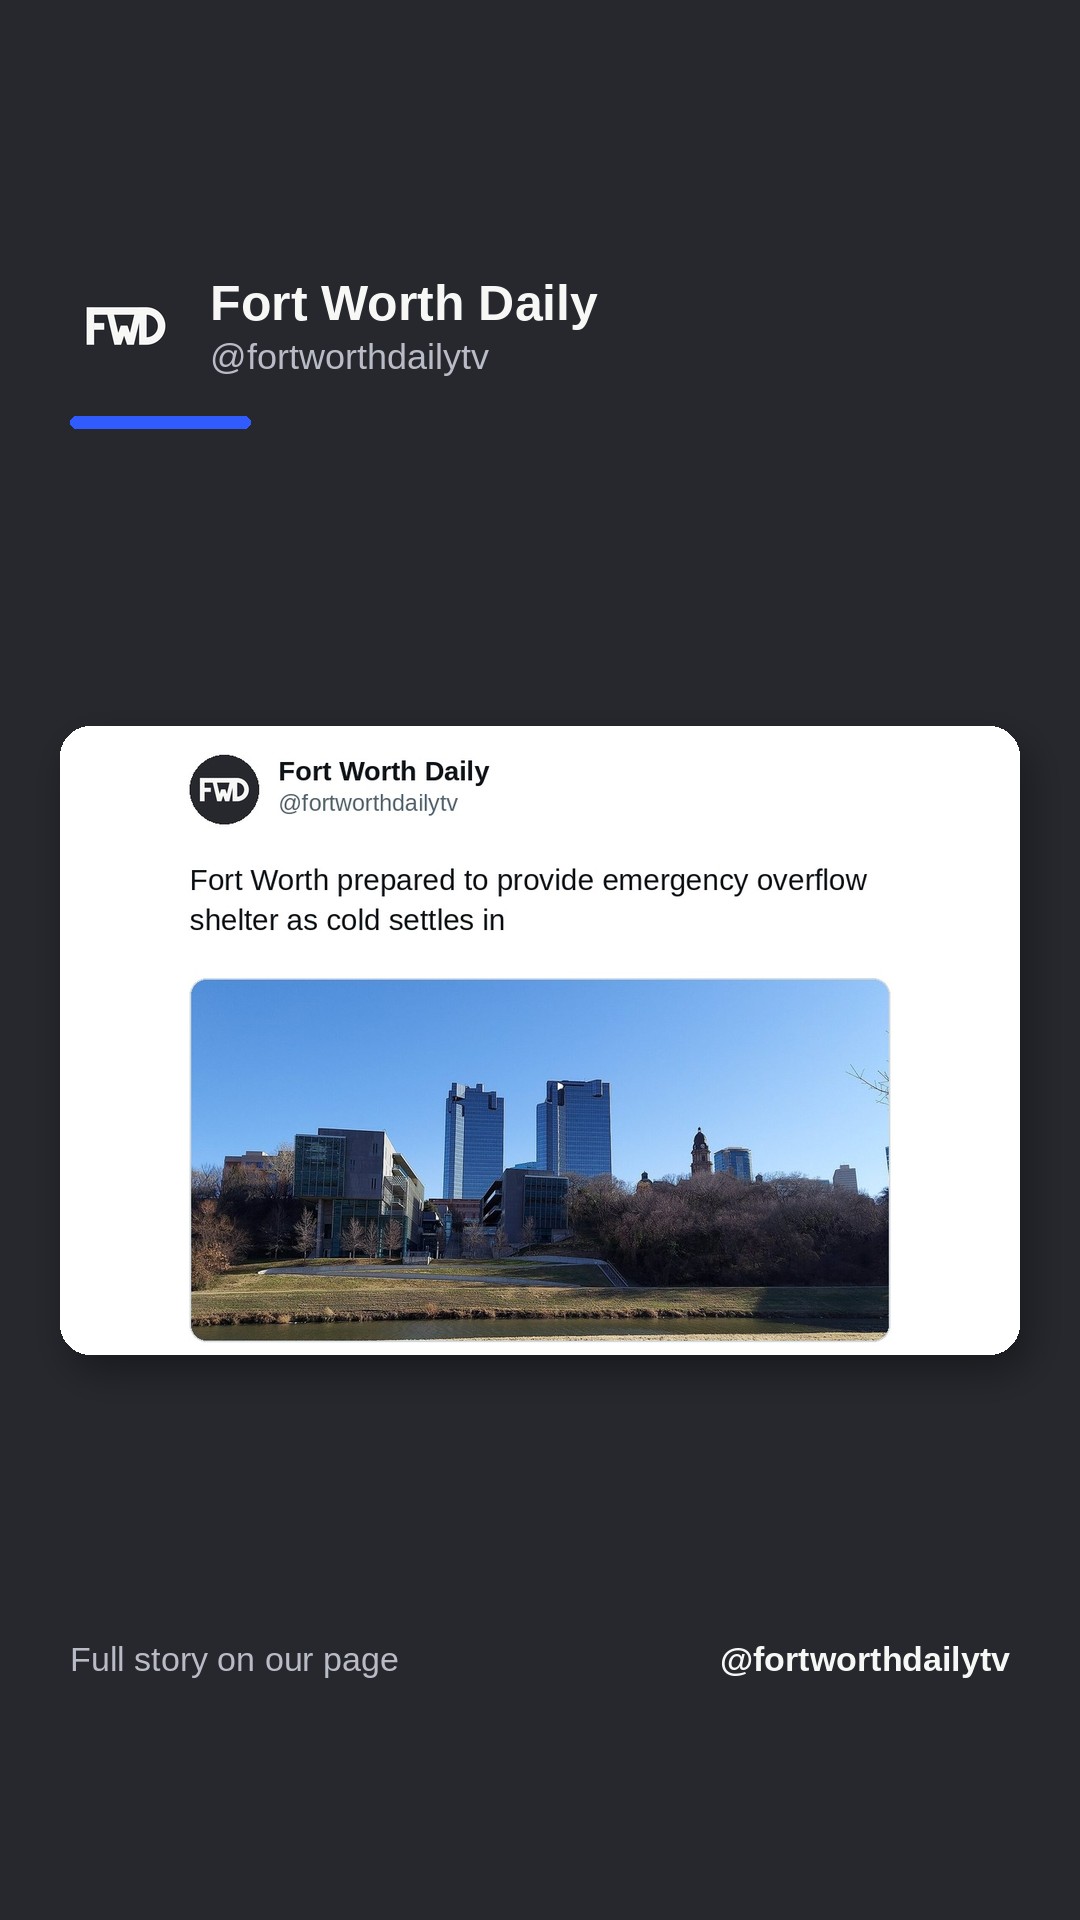 FWD
Fort Worth Daily
@fortworthdailytv
FWD
Fort Worth Daily
@fortworthdailytv
Fort Worth prepared to provide emergency overflow
shelter as cold settles in
Full story on our page
@fortworthdailytv